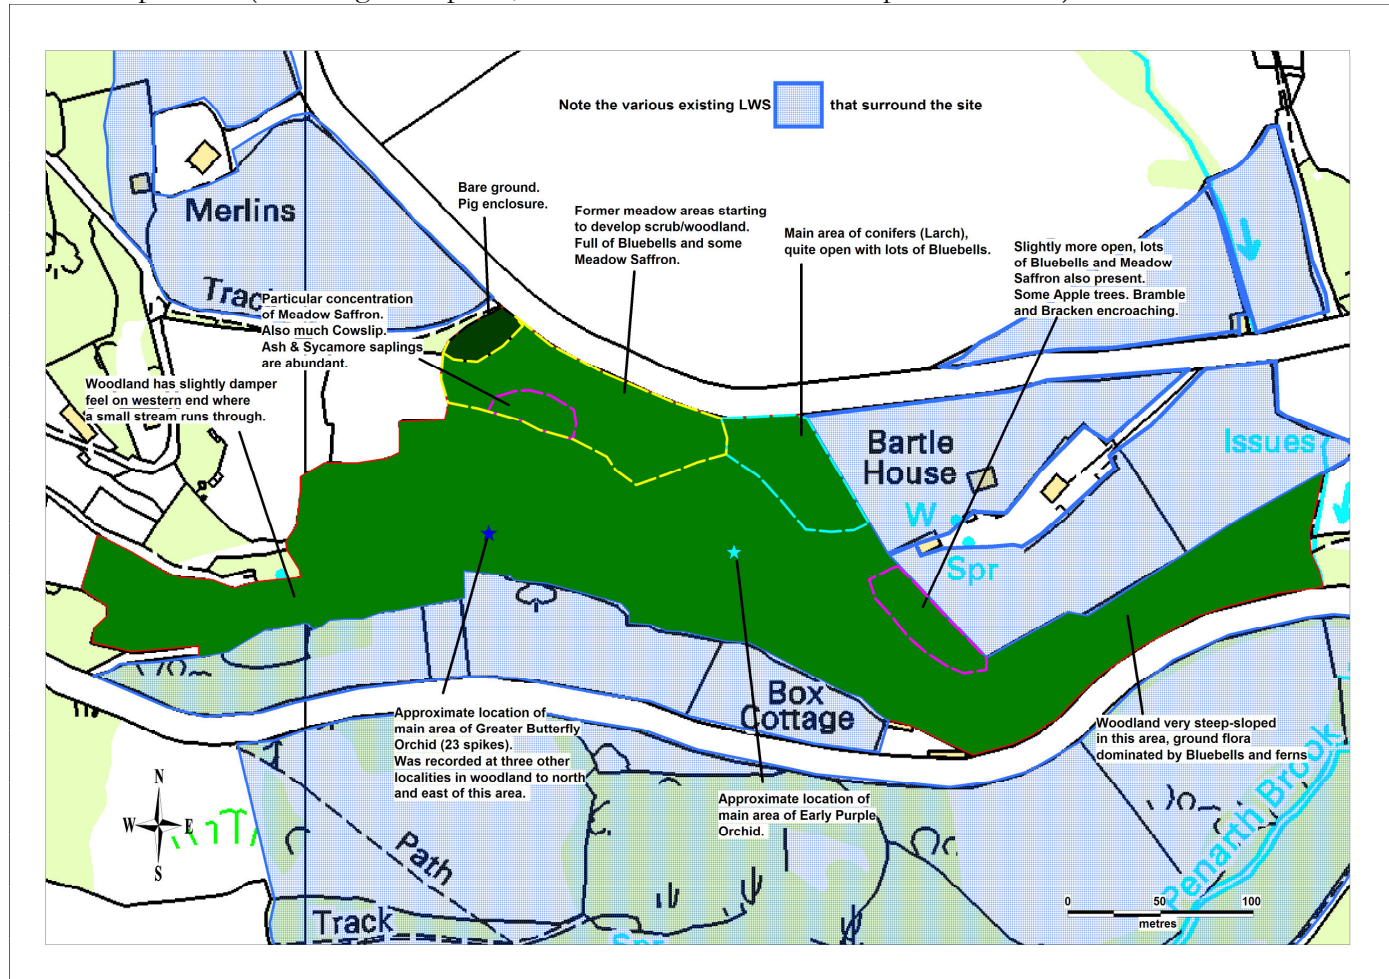 Note the various existing LWS that surround the site
Bare ground.
Pig enclosure.
Former meadow areas starting
to develop scrub/woodland.
Full of Bluebells and some
Meadow Saffron.
Main area of conifers (Larch),
quite open with lots of Bluebells.
Slightly more open, lots
of Bluebells and Meadow
Saffron also present.
Some Apple trees. Bramble
and Bracken encroaching.
Merlins
Track
Particular concentration
of Meadow Saffron.
Also much Cowslip.
Ash & Sycamore saplings
are abundant.
Woodland has slightly damper
feel on western end where
a small stream runs through.
Bartle
House
Issues
W
Spr
Box
Cottage
Approximate location of
main area of Greater Butterfly
Orchid (23 spikes).
Was recorded at three other
localities in woodland to north
and east of this area.
Approximate location of
main area of Early Purple
Orchid.
Woodland very steep-sloped
in this area, ground flora
dominated by Bluebells and ferns
Penarth Brook
N
W E
S
Path
Track
Spr
0 50 100
metres